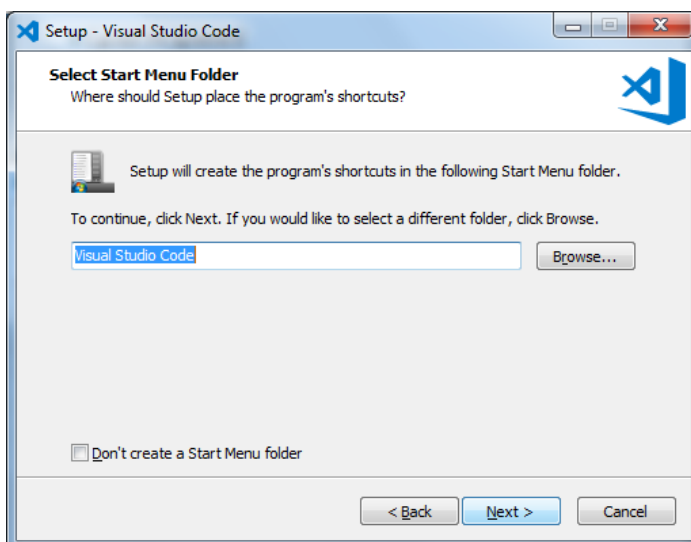 Setup - Visual Studio Code
Select Start Menu Folder
Where should Setup place the program's shortcuts?
Setup will create the program's shortcuts in the following Start Menu folder.
To continue, click Next. If you would like to select a different folder, click Browse.
Visual Studio Code
Browse...
Don't create a Start Menu folder
< Back
Next >
Cancel